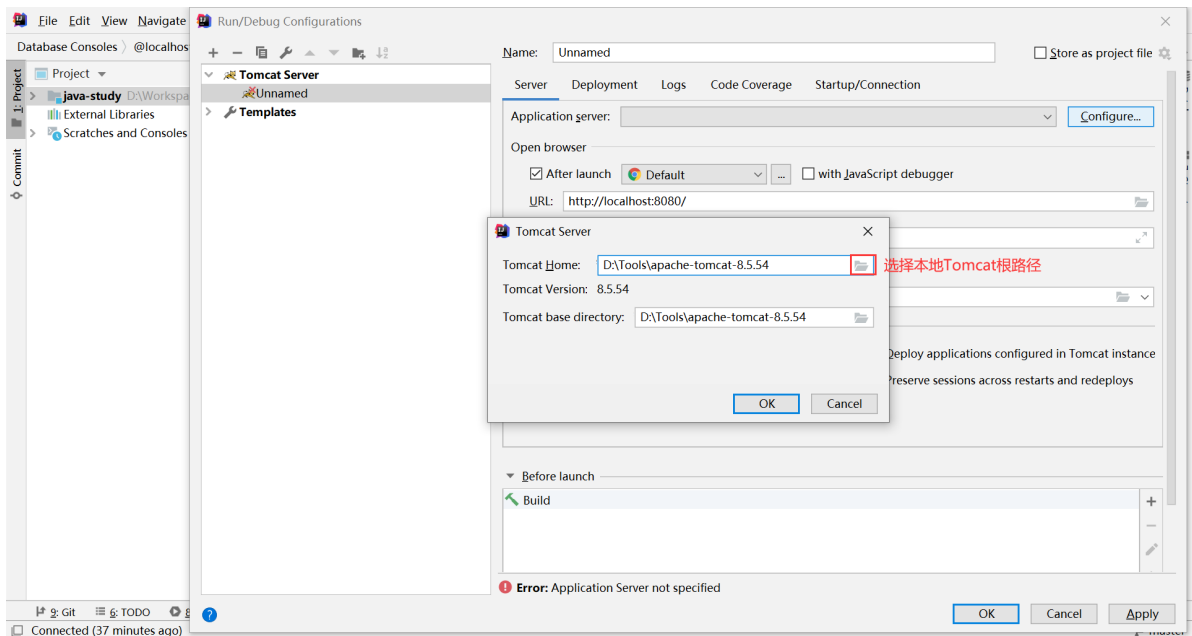 File Edit View Navigate
Run/Debug Configurations
Database Consoles @localhos
Project
1: Project
java-study D:\Workspa
External Libraries
Scratches and Consoles
Commit
Tomcat Server
Unnamed
Templates
Name: Unnamed
Store as project file
Server Deployment Logs Code Coverage Startup/Connection
Application server: Configure...
Open browser
After launch Default ... with JavaScript debugger
URL: http://localhost:8080/
Tomcat Server
Tomcat Home: D:\Tools\apache-tomcat-8.5.54
选择本地Tomcat根路径
Tomcat Version: 8.5.54
Tomcat base directory: D:\Tools\apache-tomcat-8.5.54
Deploy applications configured in Tomcat instance
Preserve sessions across restarts and redeploys
OK Cancel
Before launch
Build
Error: Application Server not specified
OK Cancel Apply
9: Git 6: TODO 8
Connected (37 minutes ago)
master